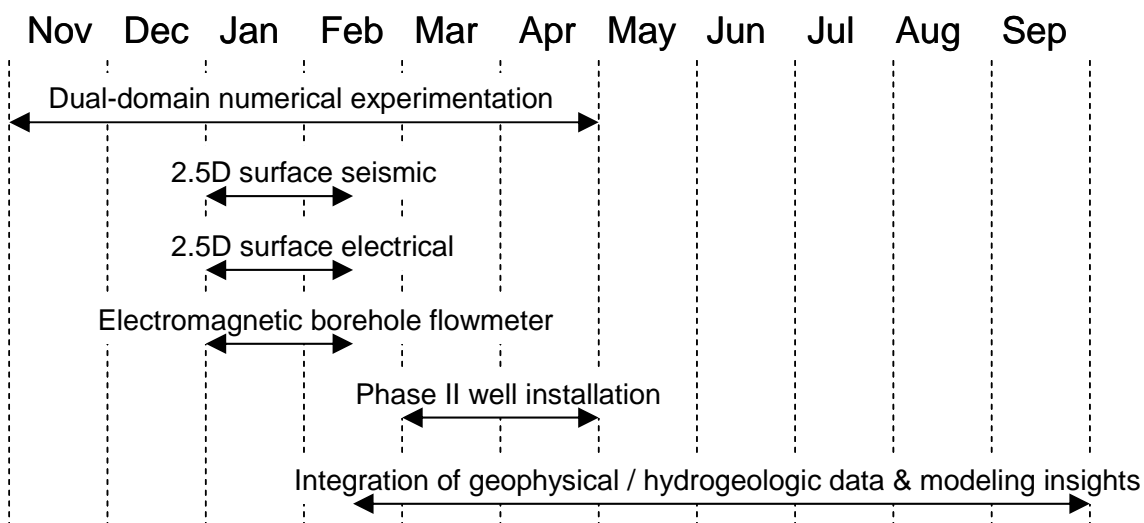 Nov Dec Jan Feb Mar Apr May Jun Jul Aug Sep
Dual-domain numerical experimentation
2.5D surface seismic
2.5D surface electrical
Electromagnetic borehole flowmeter
Phase II well installation
Integration of geophysical / hydrogeologic data & modeling insights